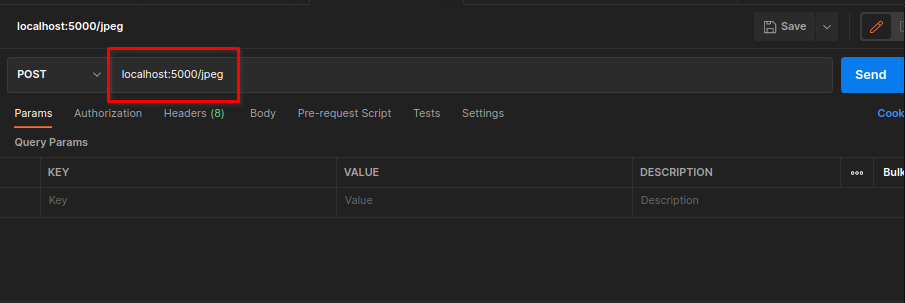 localhost:5000/jpeg
Save
POST
localhost:5000/jpeg
Send
Params Authorization Headers (8) Body Pre-request Script Tests Settings Cook
Query Params
KEY VALUE DESCRIPTION Bulk
Key Value Description